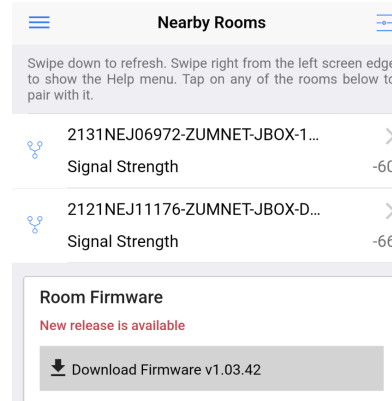 Nearby Rooms
Swipe down to refresh. Swipe right from the left screen edge
to show the Help menu. Tap on any of the rooms below to
pair with it.
2131NEJ06972-ZUMNET-JBOX-1...
Signal Strength -60
2121NEJ11176-ZUMNET-JBOX-D...
Signal Strength -66
Room Firmware
New release is available
Download Firmware v1.03.42